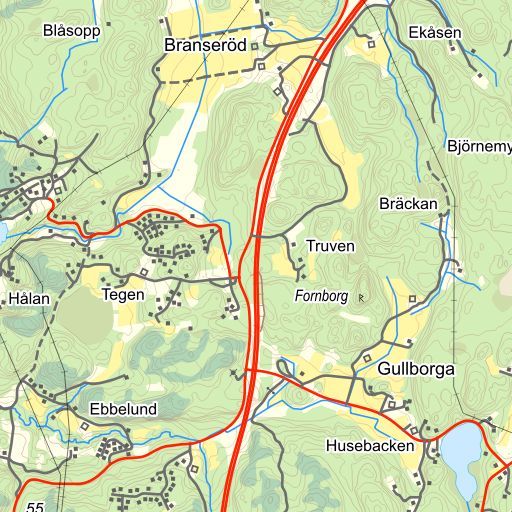 Blåsopp
Ekåsen
Branseröd
Björnemy
Bräckan
Truven
Hålan
Tegen
Fornborg
R
Gullborga
Ebbelund
Husebacken
55